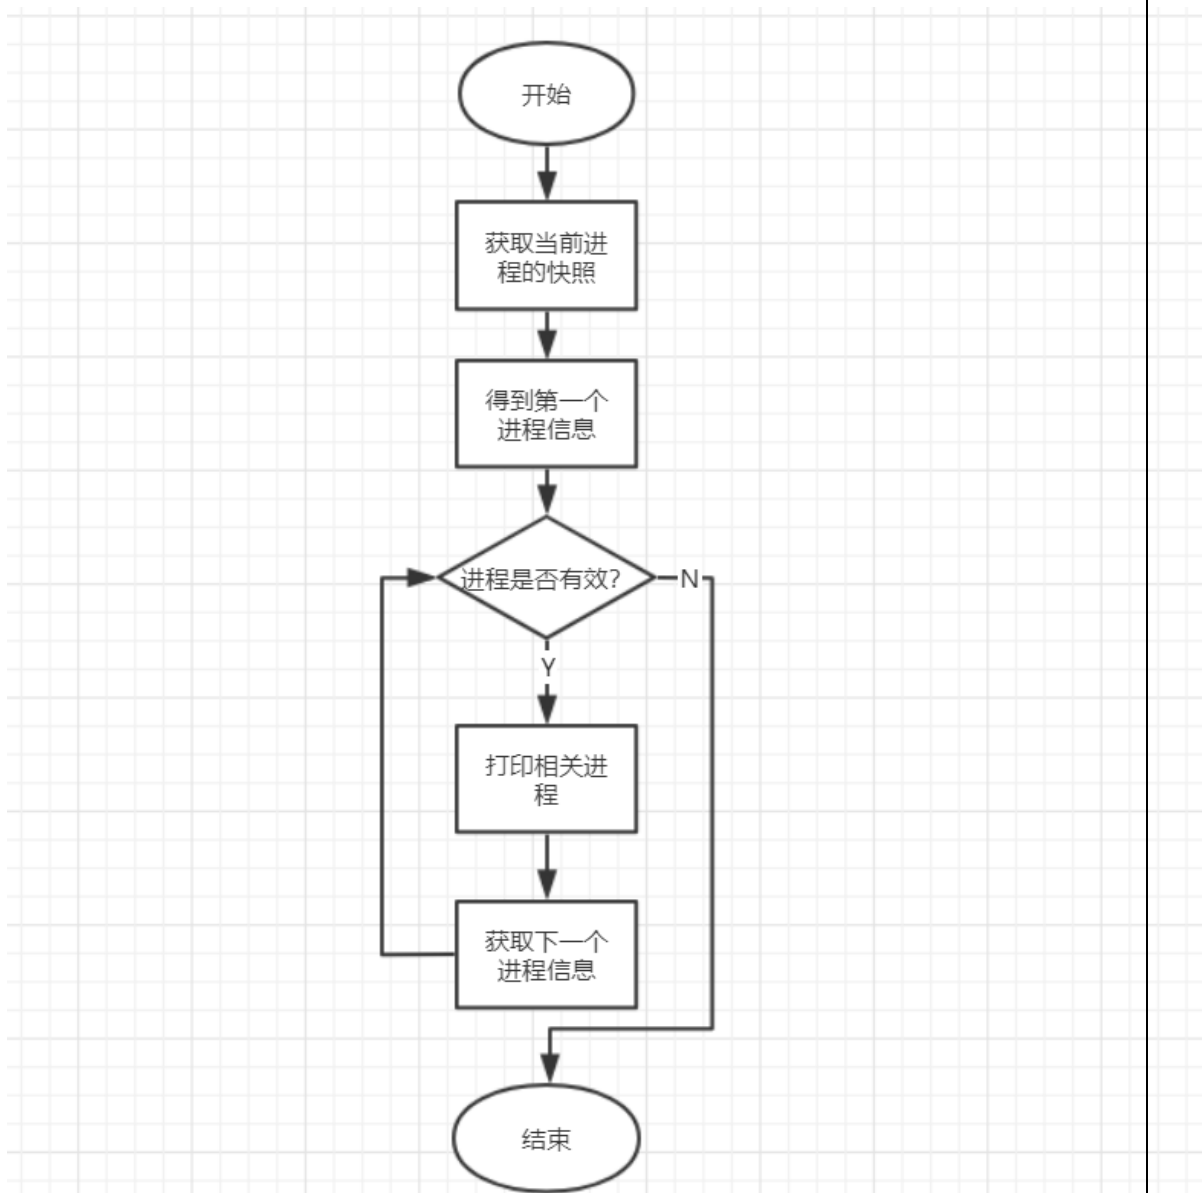 开始
获取当前进
程的快照
得到第一个
进程信息
进程是否有效?
N
Y
打印相关进
程
获取下一个
进程信息
结束